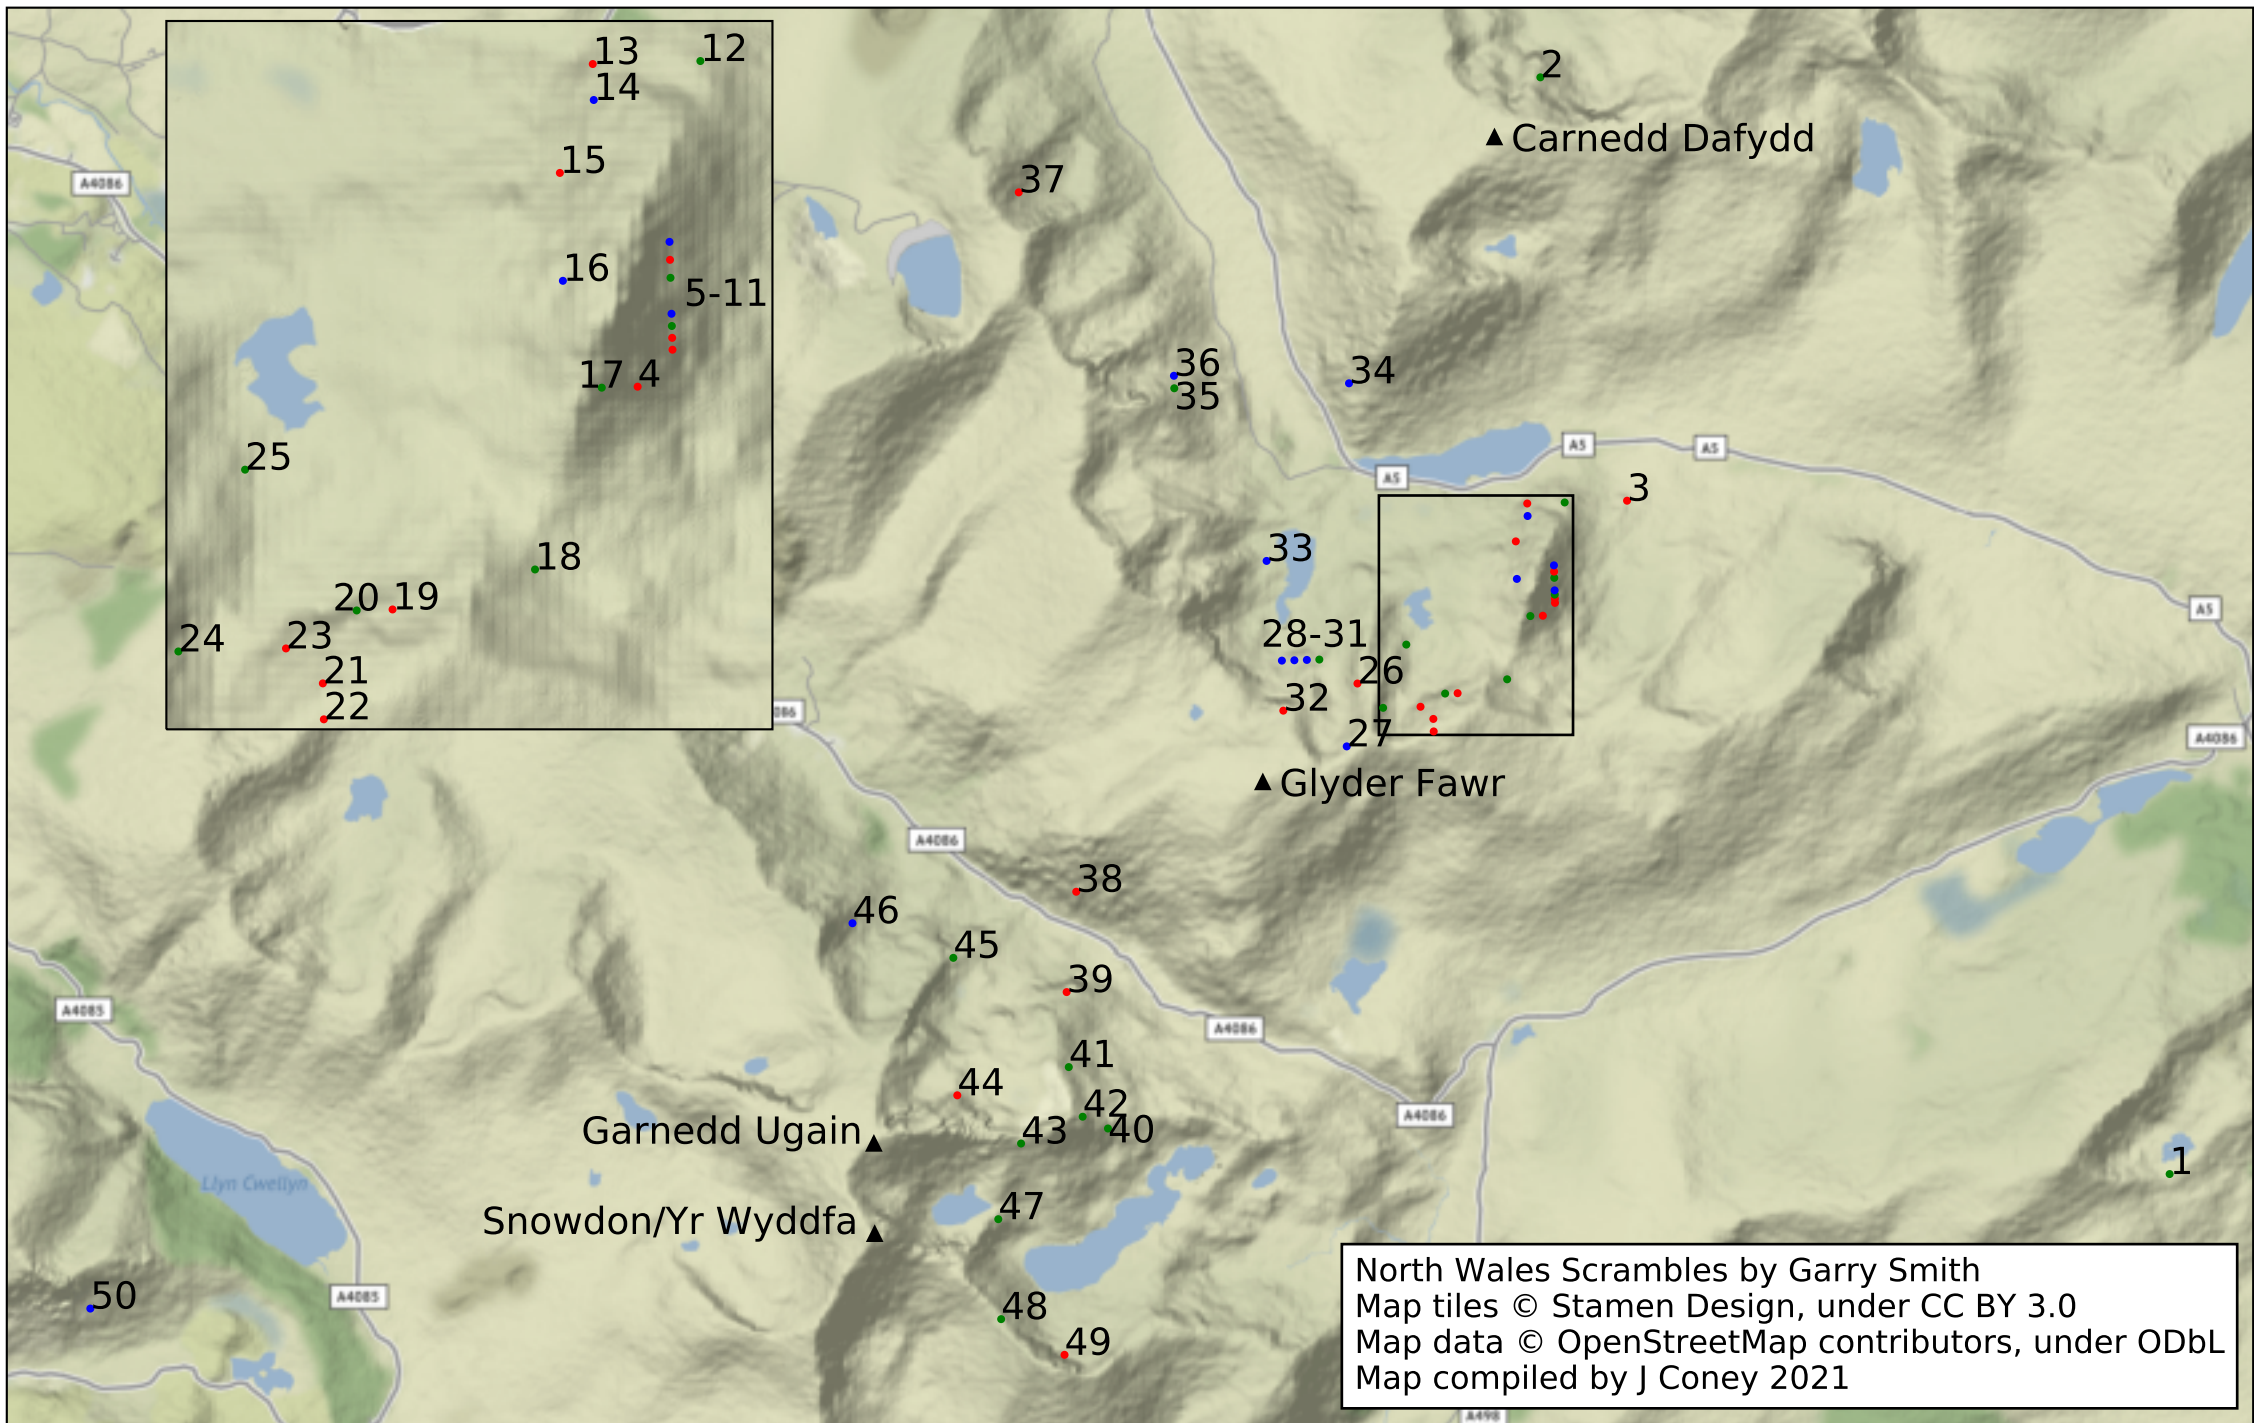 13
12
14
15
16
5-11
17
4
25
18
20
19
24
23
21
22
A4086
2
Carnedd Dafydd
37
36
35
34
A5
A5
A5
3
33
28-31
26
32
27
Glyder Fawr
A5
A4086
086
A4086
38
46
45
39
A4086
41
44
42
40
43
A4086
Garnedd Ugain
Snowdon/Yr Wyddfa
47
48
49
1
A4085
Llyn Cwellyn
50
A4085
North Wales Scrambles by Garry Smith
Map tiles © Stamen Design, under CC BY 3.0
Map data © OpenStreetMap contributors, under ODbL
Map compiled by J Coney 2021
A498